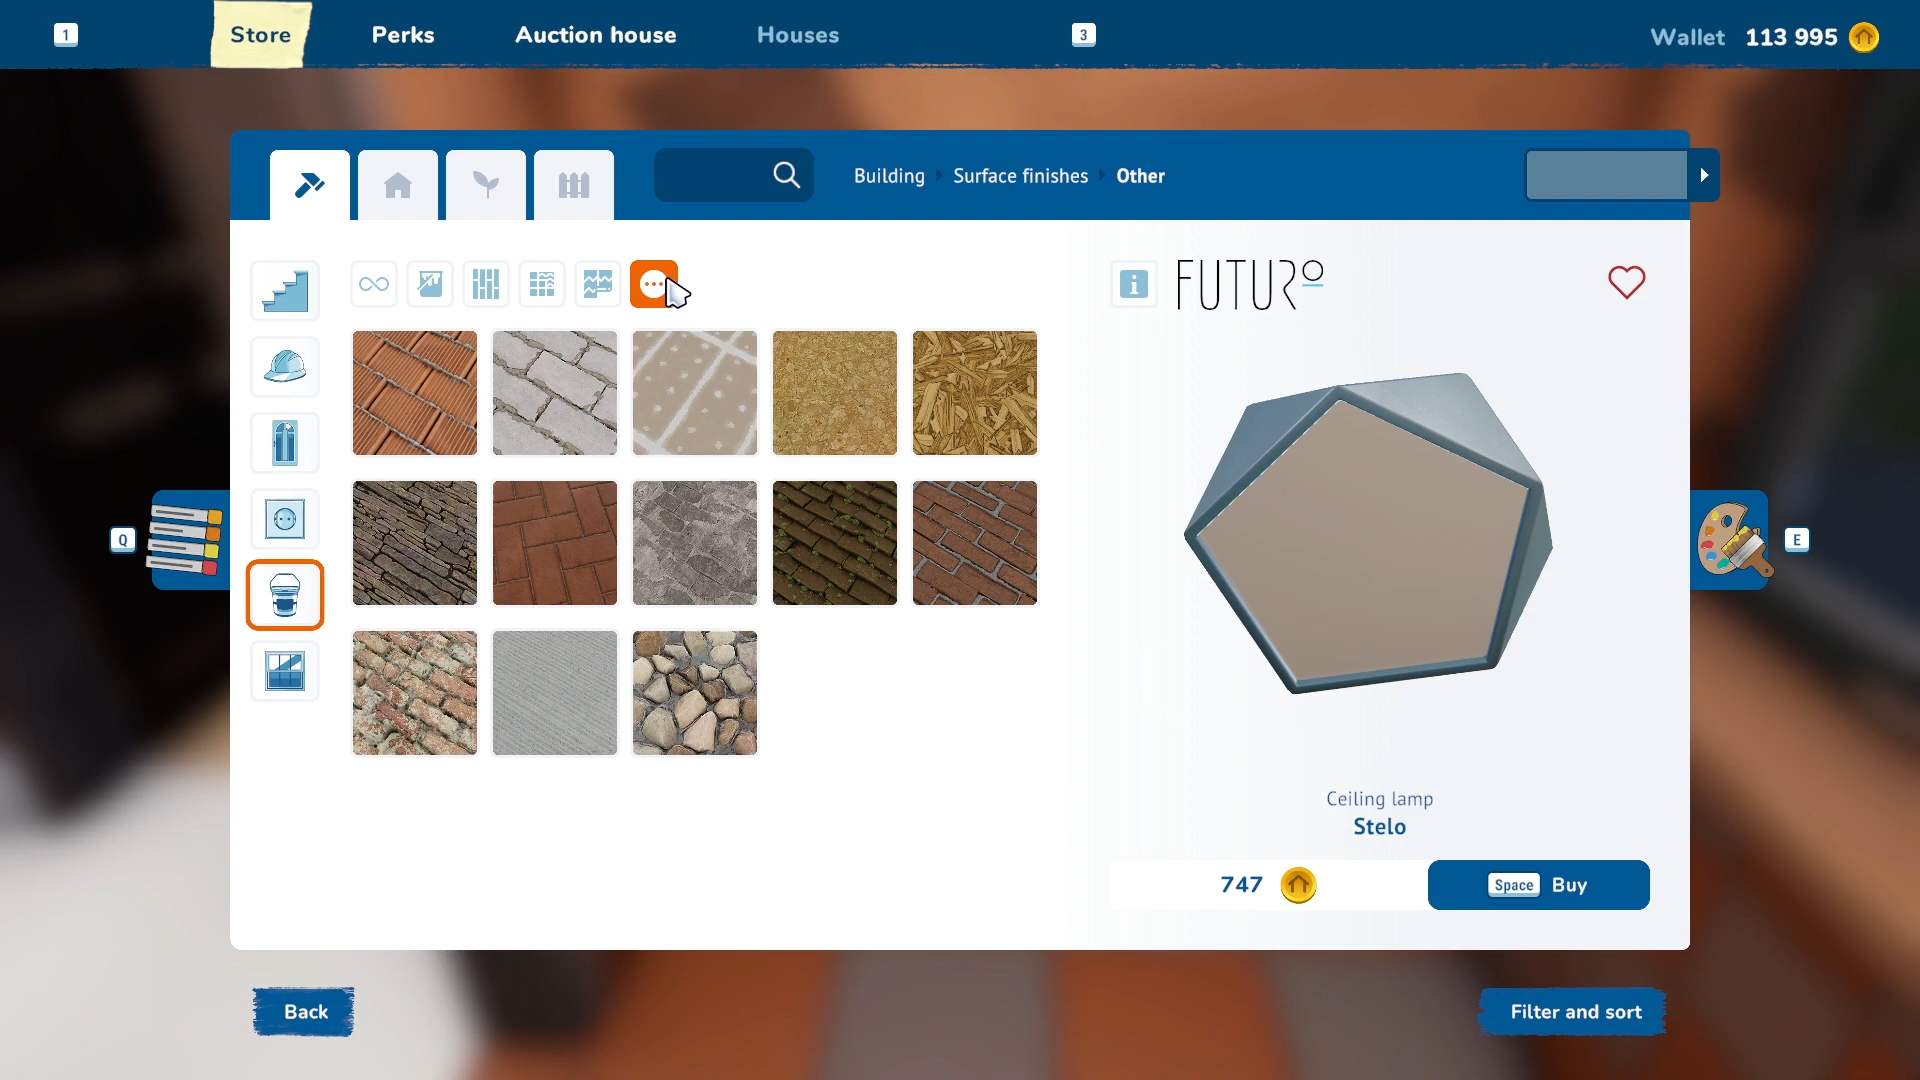 1 Store Perks Auction house Houses 3 Wallet 113 995
Building Surface finishes Other
i FUTURO
Q
E
Ceiling lamp
Stelo
747 Space Buy
Back Filter and sort